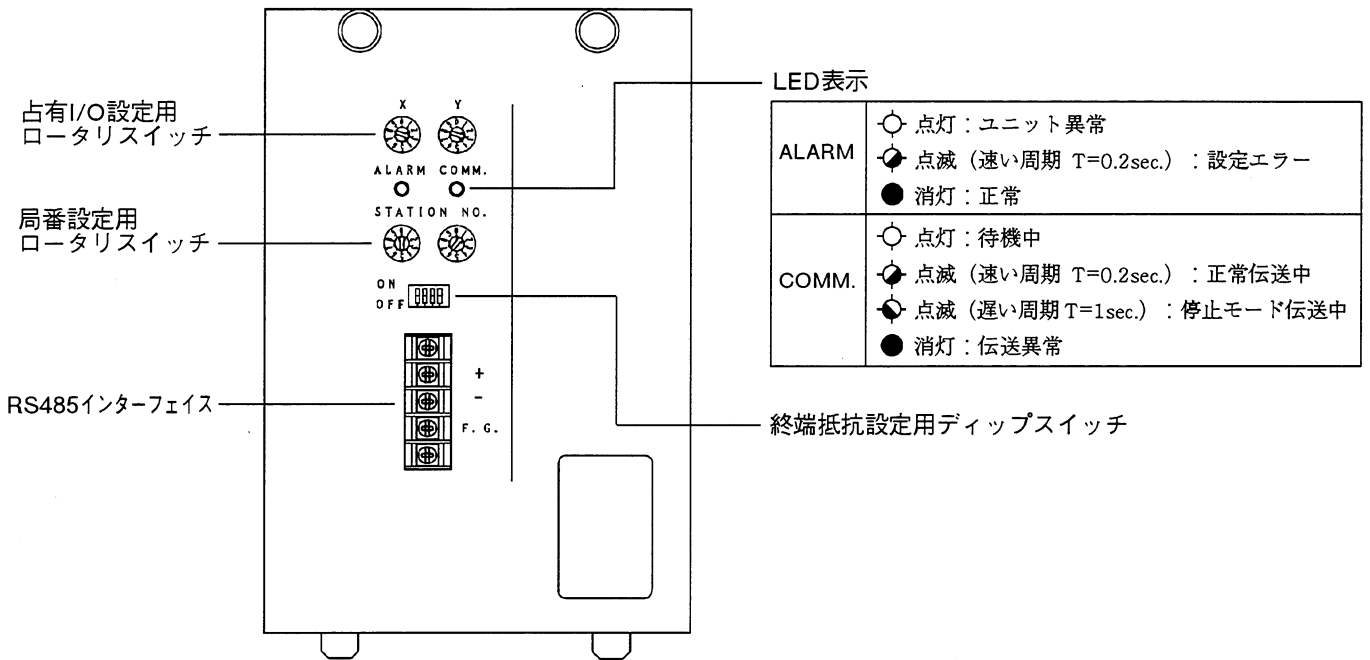 占有I/O設定用
ロータリスイッチ
局番設定用
ロータリスイッチ
RS485インターフェイス
X Y
ALARM COMM.
STATION NO.
ON
OFF
+
-
F. G.
LED表示
ALARM
点灯：ユニット異常
点滅（速い周期 T=0.2sec.）：設定エラー
消灯：正常
COMM.
点灯：待機中
点滅（速い周期 T=0.2sec.）：正常伝送中
点滅（遅い周期 T=1sec.）：停止モード伝送中
消灯：伝送異常
終端抵抗設定用ディップスイッチ